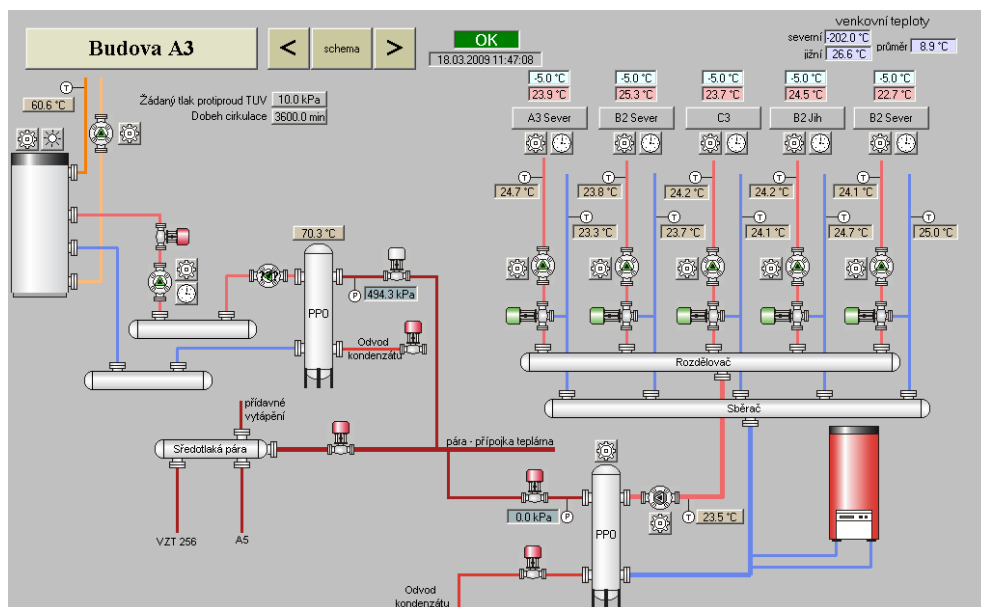 venkovní teploty
Budova A3
<
schema
>
OK
18.03.2009 11:47:08
severní -202.0 °C
jižní 26.6 °C
průměr 8.9 °C
T
60.6 °C
Žádaný tlak protiproud TUV 10.0 kPa
Dobeh cirkulace 3600.0 min
-5.0 °C -5.0 °C -5.0 °C -5.0 °C -5.0 °C
23.9 °C 25.3 °C 23.7 °C 24.5 °C 22.7 °C
A3 Sever B2 Sever C3 B2 Jih B2 Sever
T T T T T
24.7 °C 23.8 °C 24.2 °C 24.2 °C 24.1 °C
T T T T T
23.3 °C 23.7 °C 24.1 °C 24.7 °C 25.0 °C
70.3 °C
P 494.3 kPa
PPO
Odvod
kondenzátu
Rozdělovač
Sběrač
přídavné
vytápění
Sředotlaká pára
pára - přípojka teplárna
0.0 kPa P
T 23.5 °C
PPO
VZT 256
A5
Odvod
kondenzátu